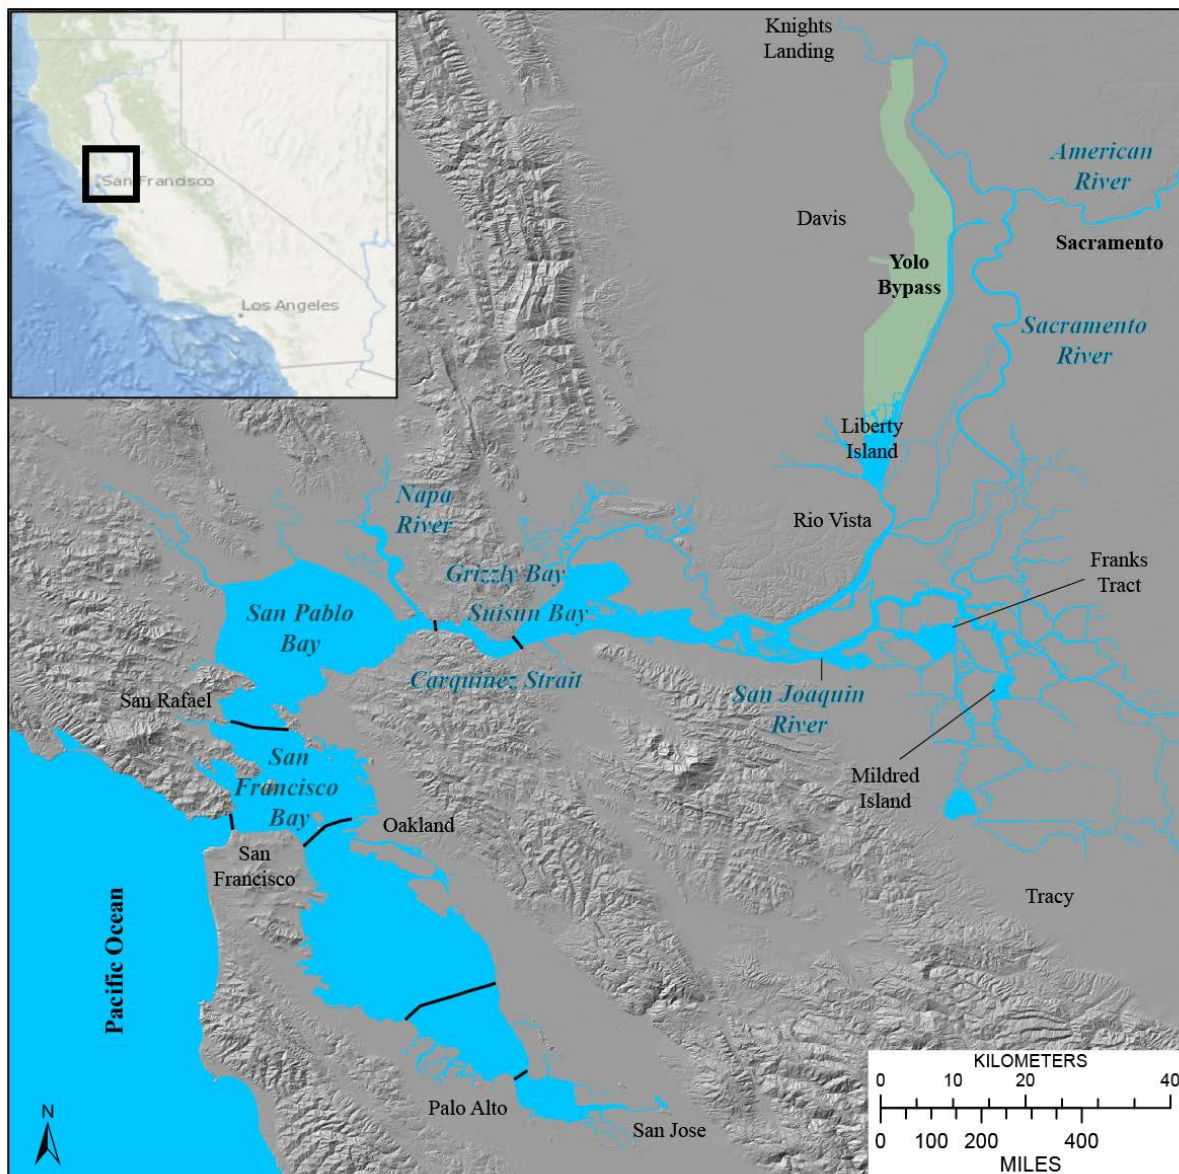 Knights
Landing
San Francisco
Los Angeles
American
River
Davis
Sacramento
Yolo
Bypass
Sacramento
River
Liberty
Island
Napa
River
Rio Vista
Franks
Tract
Grizzly Bay
San Pablo
Bay
Suisun Bay
Carquinez Strait
San Joaquin
River
San Rafael
San
Francisco
Bay
Mildred
Island
Oakland
San
Francisco
Tracy
Pacific Ocean
Palo Alto
San Jose
N
KILOMETERS
0 10 20 40
0 100 200 400
MILES